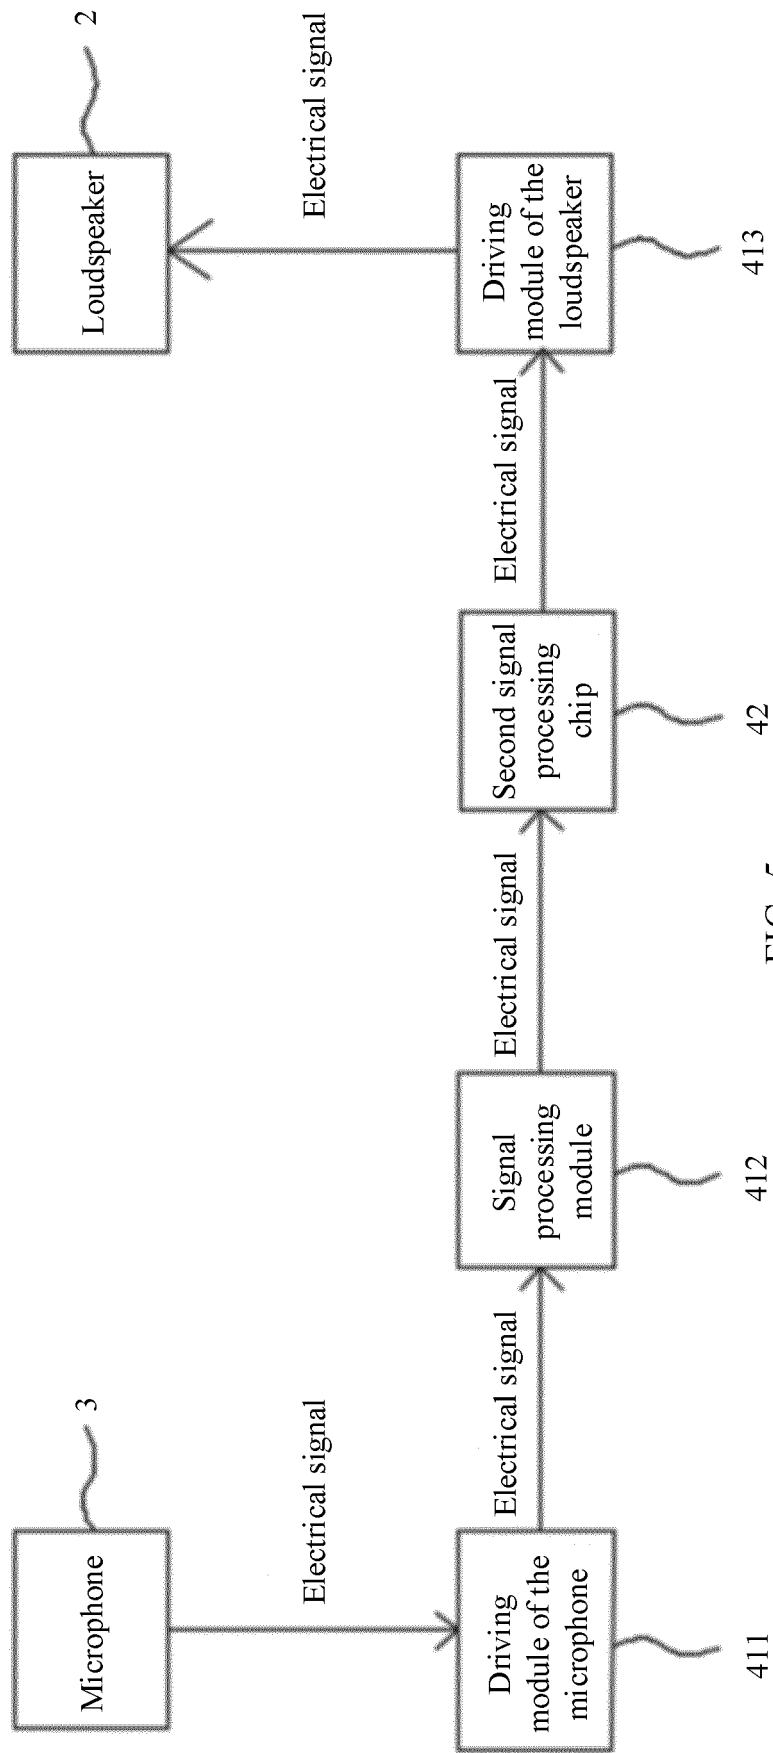 Microphone
3
Electrical signal
Driving
module of the
microphone
411
Electrical signal
Signal
processing
module
412
Electrical signal
Second signal
processing
chip
42
Electrical signal
Driving
module of the
loudspeaker
413
Electrical signal
Loudspeaker
2